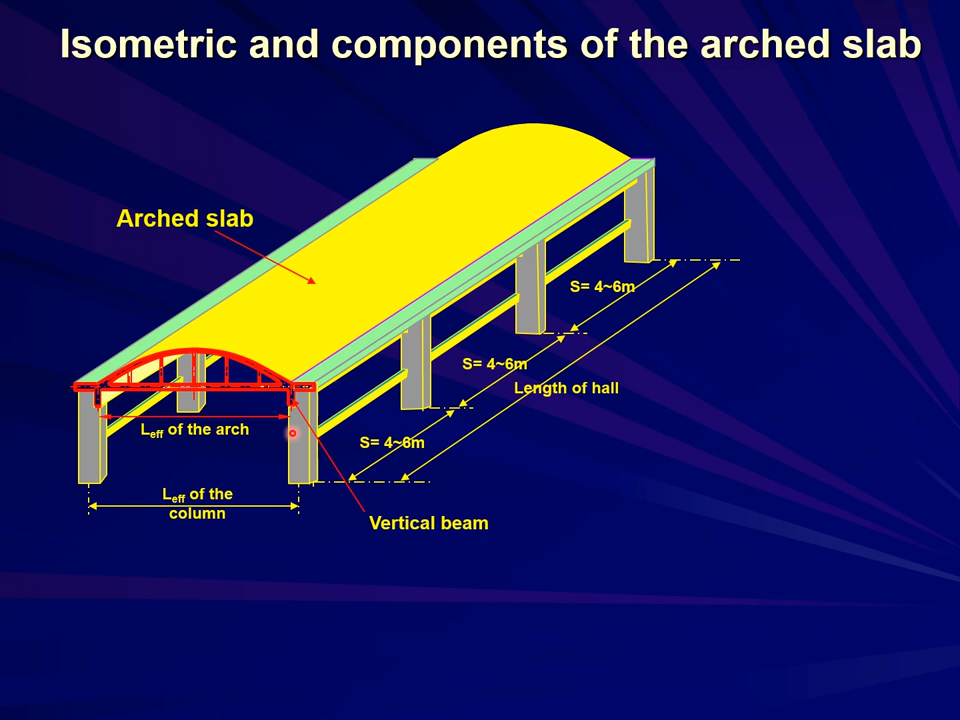 Isometric and components of the arched slab
Arched slab
S= 4~6m
S= 4~6m
Length of hall
Leff of the arch
S= 4~6m
Leff of the
column
Vertical beam